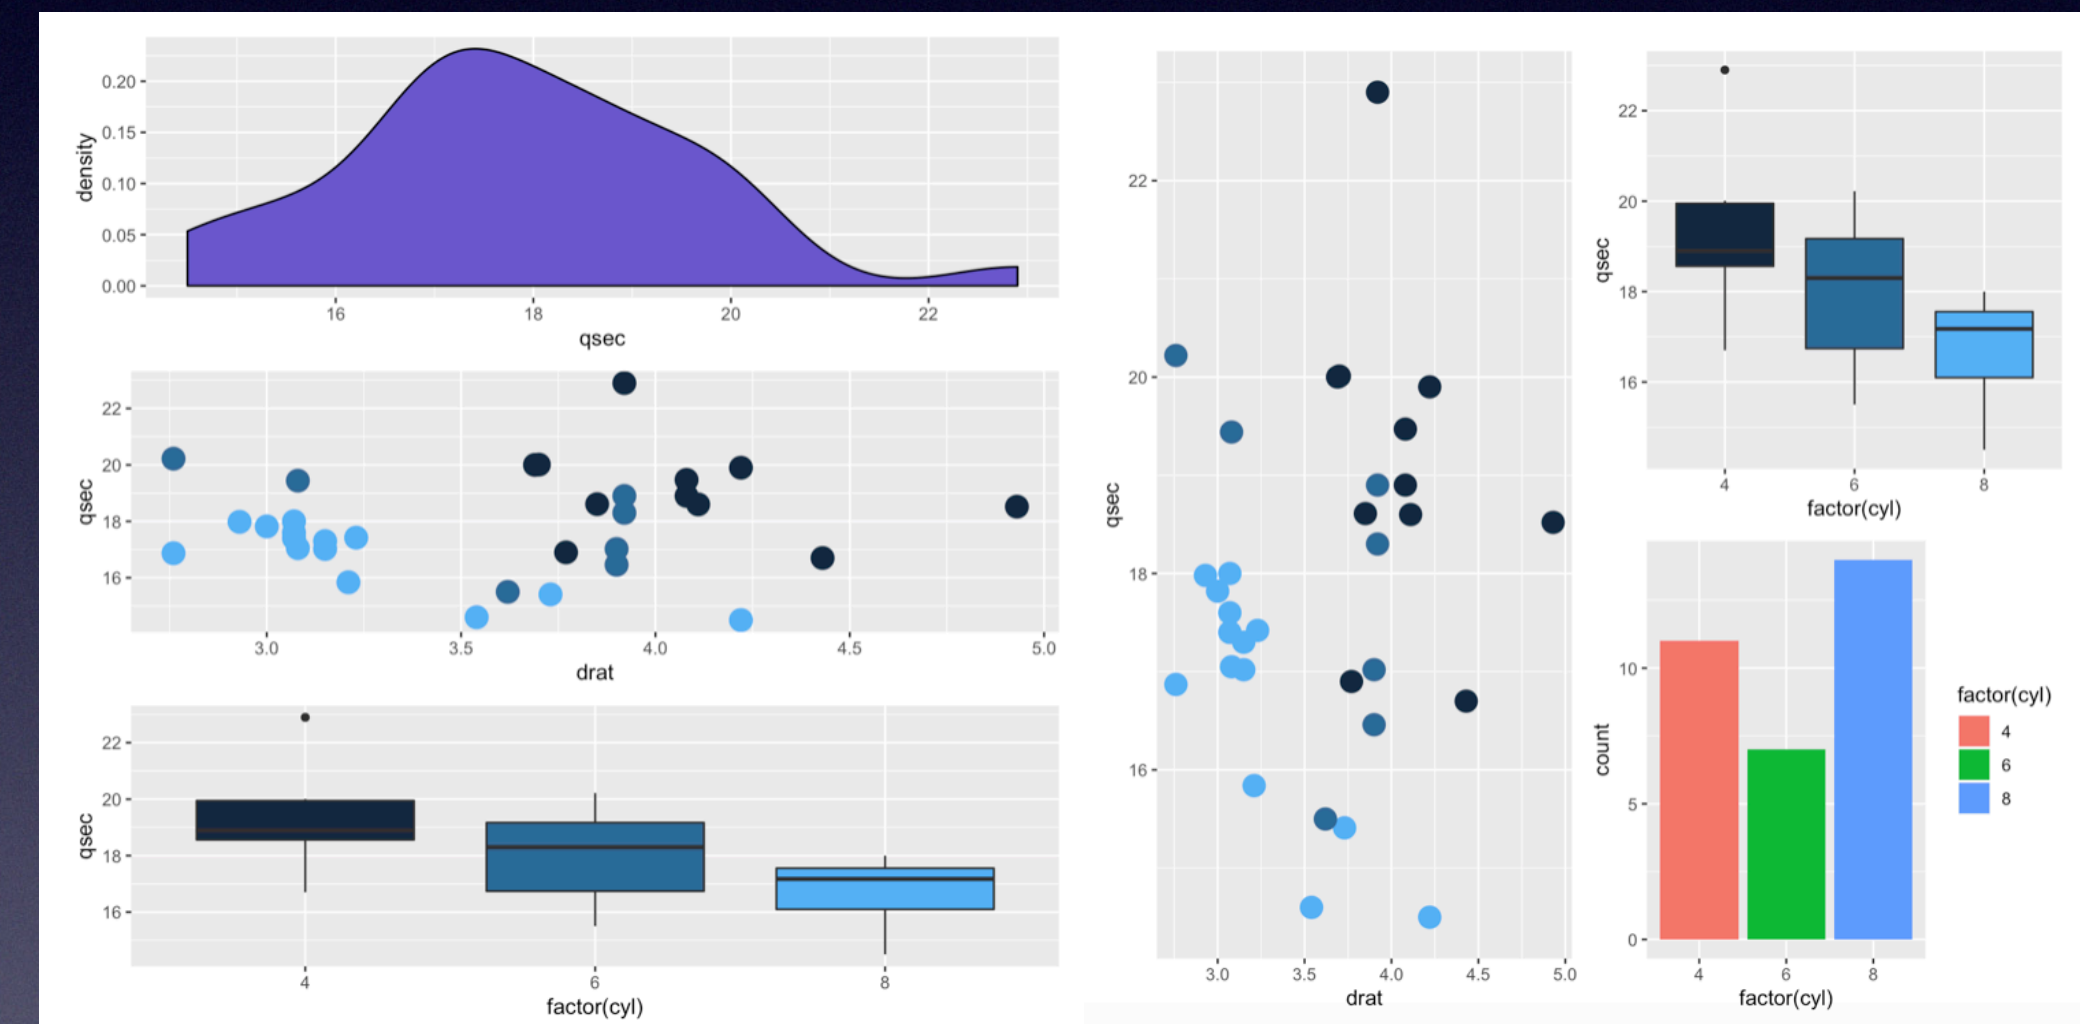 density
0.20
0.15
0.10
0.05
0.00
16 18 20 22
qsec
qsec
22
20
18
16
3.0 3.5 4.0 4.5 5.0
drat
qsec
22
20
18
16
4 6 8
factor(cyl)
qsec
22
20
18
16
3.0 3.5 4.0 4.5 5.0
drat
qsec
22
20
18
16
4 6 8
factor(cyl)
count
10
5
0
4 6 8
factor(cyl)
factor(cyl)
4
6
8